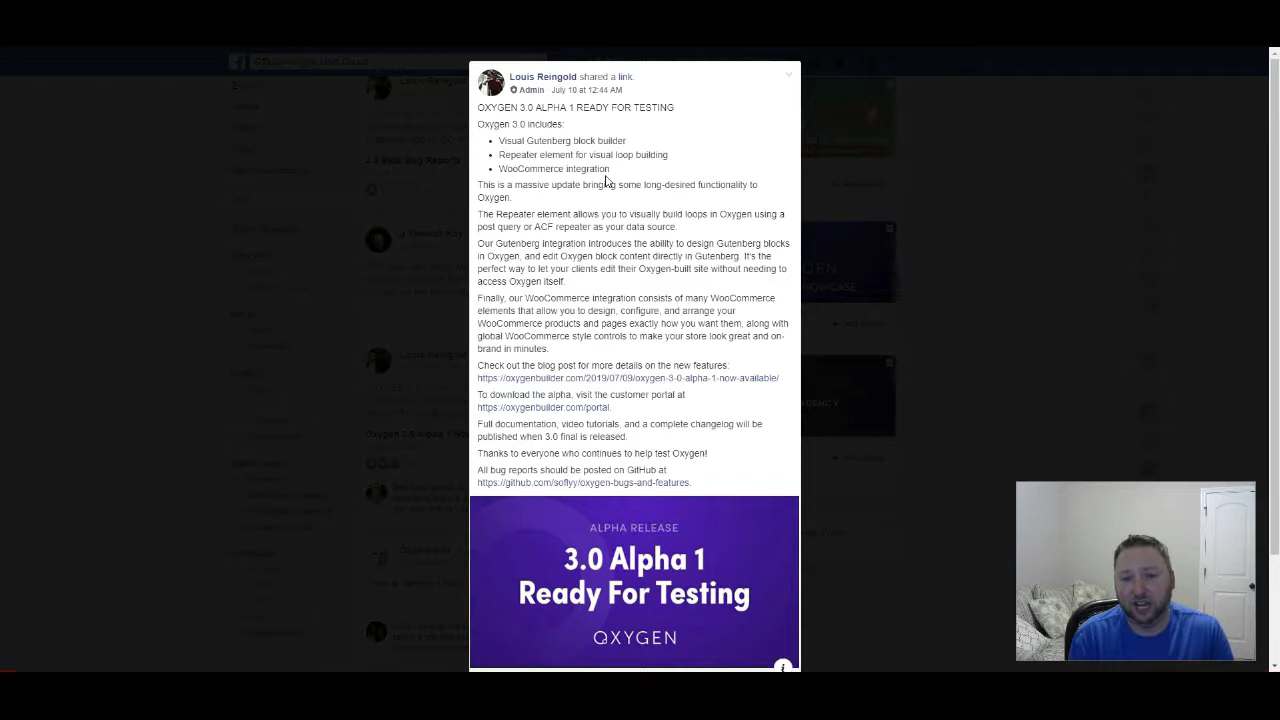 Louis Reingold shared a link.
Admin · July 10 at 12:44 AM
OXYGEN 3.0 ALPHA 1 READY FOR TESTING
Oxygen 3.0 includes:
• Visual Gutenberg block builder
• Repeater element for visual loop building
• WooCommerce integration
This is a massive update bringing some long-desired functionality to
Oxygen.
The Repeater element allows you to visually build loops in Oxygen using a
post query or ACF repeater as your data source.
Our Gutenberg integration introduces the ability to design Gutenberg blocks
in Oxygen, and edit Oxygen block content directly in Gutenberg. It's the
perfect way to let your clients edit their Oxygen-built site without needing to
access Oxygen itself.
Finally, our WooCommerce integration consists of many WooCommerce
elements that allow you to design, configure, and arrange your
WooCommerce products and pages exactly how you want them, along with
global WooCommerce style controls to make your store look great and on-
brand in minutes.
Check out the blog post for more details on the new features:
https://oxygenbuilder.com/2019/07/09/oxygen-3-0-alpha-1-now-available/
To download the alpha, visit the customer portal at
https://oxygenbuilder.com/portal.
Full documentation, video tutorials, and a complete changelog will be
published when 3.0 final is released.
Thanks to everyone who continues to help test Oxygen!
All bug reports should be posted on GitHub at
https://github.com/soflyy/oxygen-bugs-and-features.
ALPHA RELEASE
3.0 Alpha 1
Ready For Testing
OXYGEN